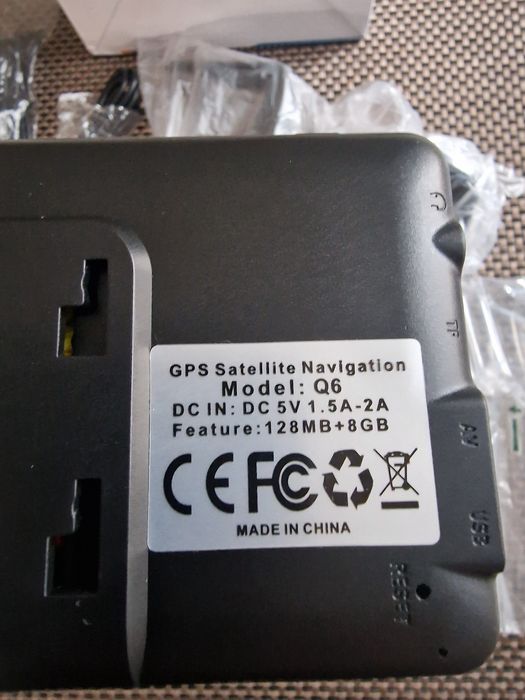 GPS Satellite Navigation
Model: Q6
DC IN: DC 5V 1.5A-2A
Feature:128MB+8GB
CE FC
MADE IN CHINA
TF
AV
USB